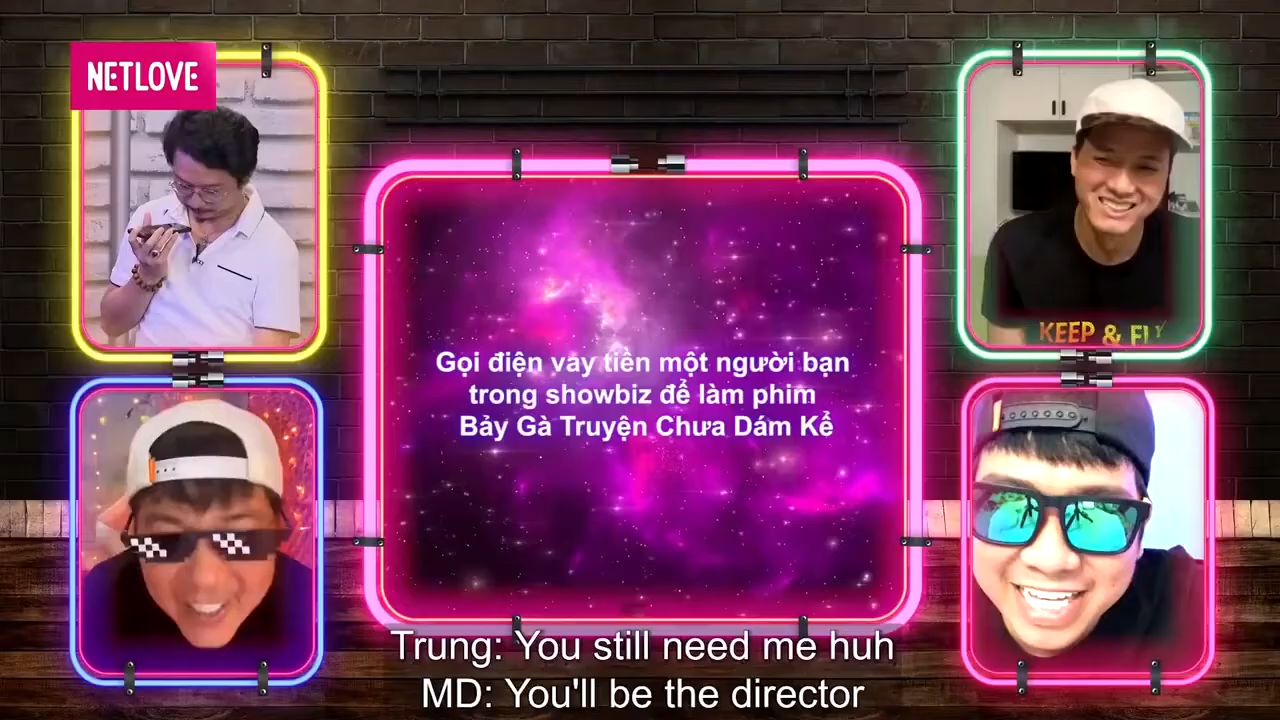 NETLOVE
KEEP & FLY
Gọi điện vay tiền một người bạn
trong showbiz để làm phim
Bảy Gà Truyện Chưa Dám Kể
Trung: You still need me huh
MD: You'll be the director